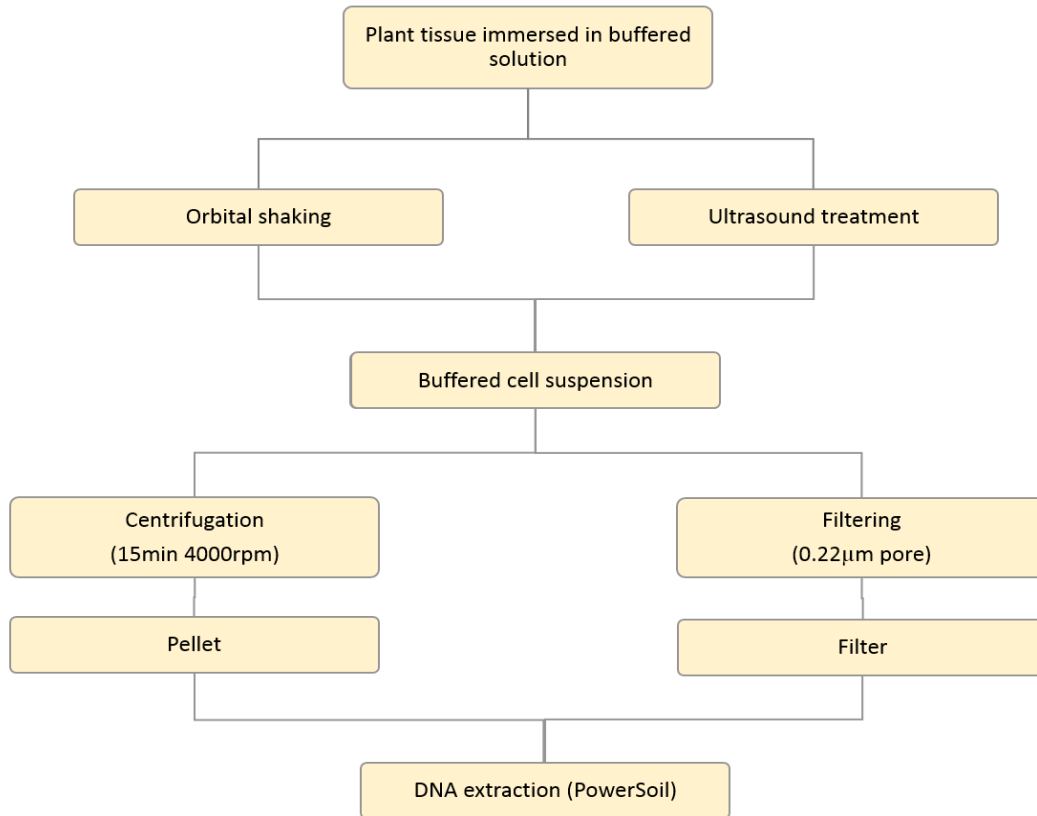 Plant tissue immersed in buffered
solution
Orbital shaking
Ultrasound treatment
Buffered cell suspension
Centrifugation
(15min 4000rpm)
Filtering
(0.22μm pore)
Pellet
Filter
DNA extraction (PowerSoil)